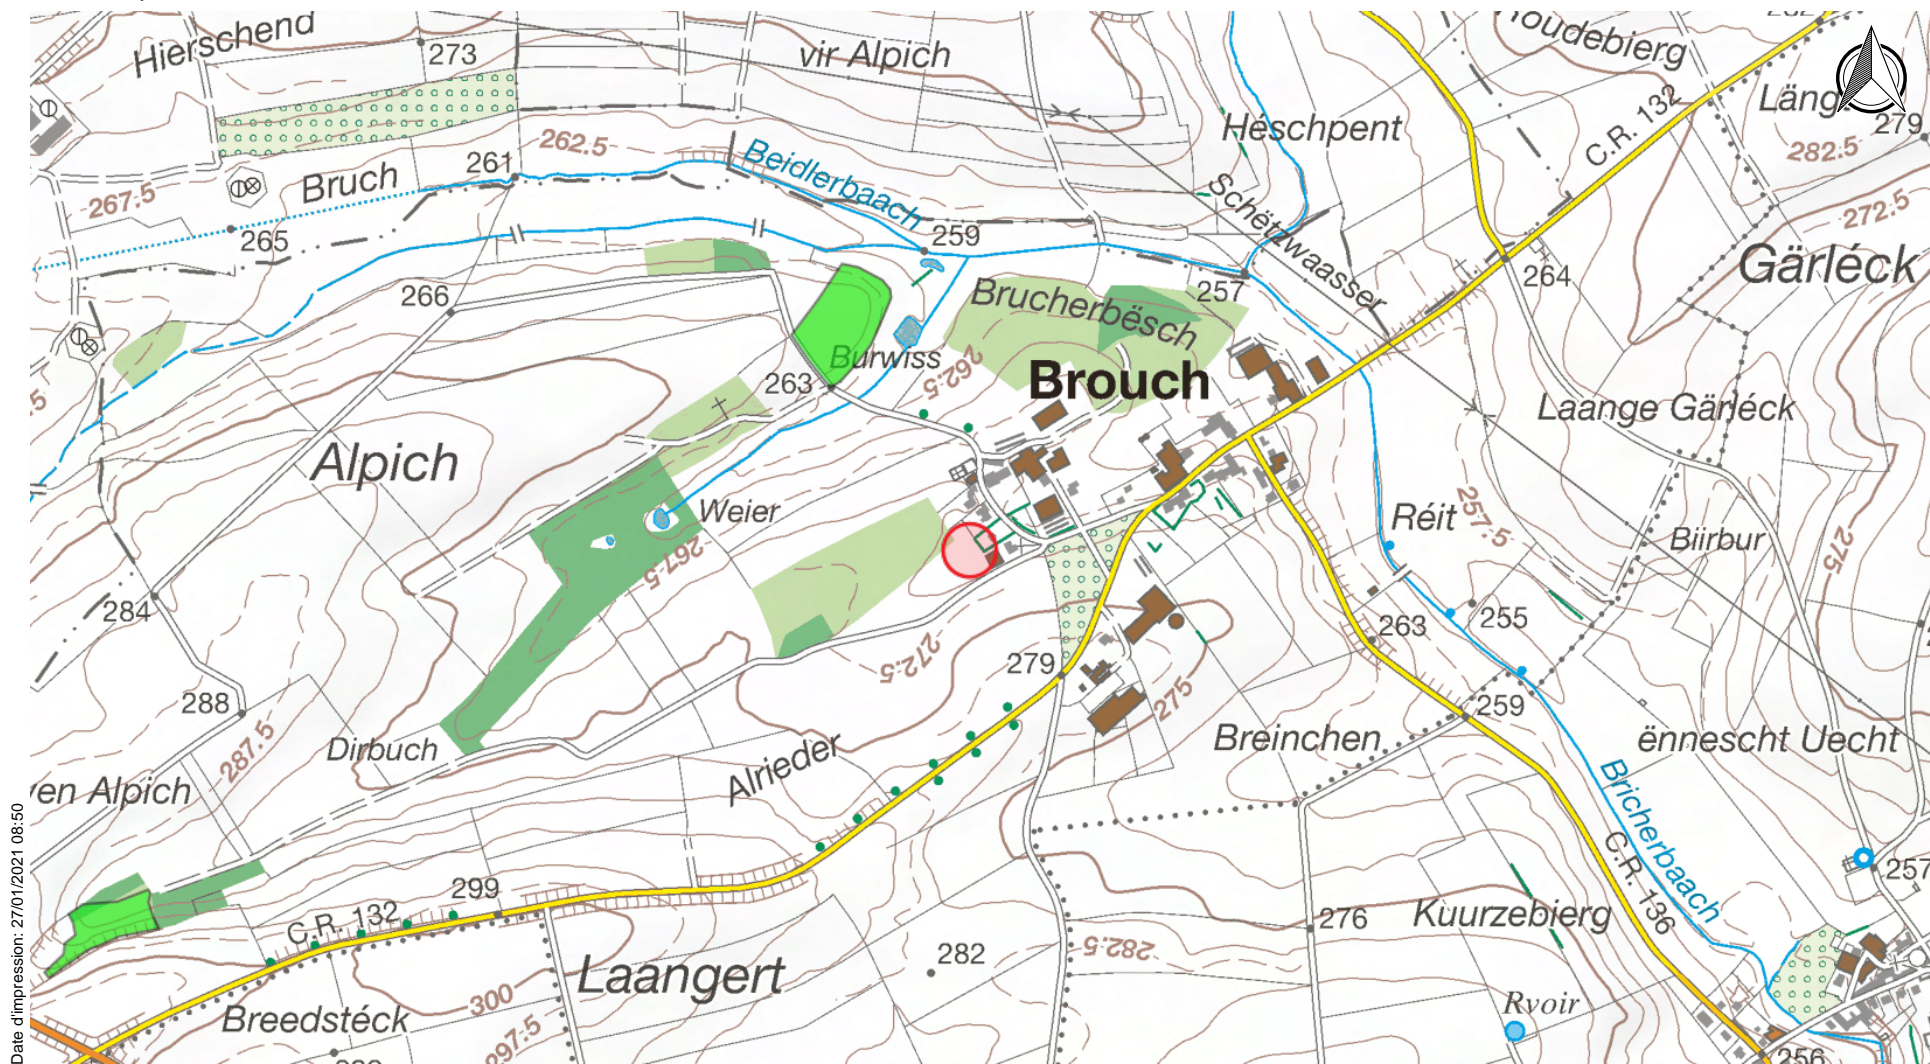 Hierschend
273
vir Alpich
C.R. 132
279
Heschpent
282.5
262.5
261
Beidlerbaach
Bruch
267.5
Schëtzwaasser
272.5
265
259
Gärléck
264
266
257
Brucherbësch
Burwiss
262.5
263
Brouch
Laange Gärléck
Alpich
Weier
Réit
257.5
Biirbur
275
267.5
284
255
263
272.5
279
288
275
259
287.5
Dirbuch
Alrieder
Breinchen
ënnescht Uecht
Bricherbaach
257
299
C.R. 132
C.R. 136
276
Kuurzebierg
282
282.5
Laangert
300
297.5
Breedstéck
Rvoir
256
Date d'impression: 27/01/2021 08:50